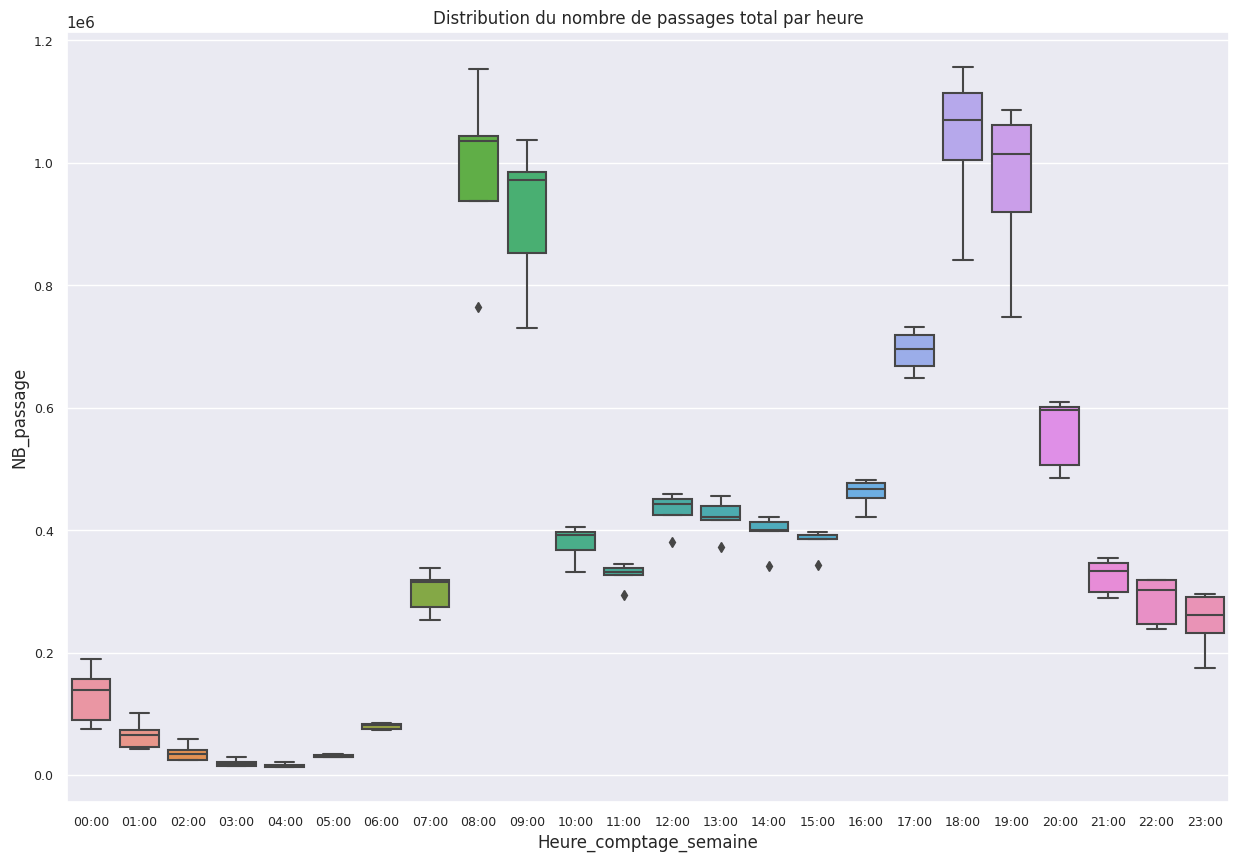 Distribution du nombre de passages total par heure
1e6
1.2
1.0
0.8
0.6
0.4
0.2
0.0
NB_passage
00:00 01:00 02:00 03:00 04:00 05:00 06:00 07:00 08:00 09:00 10:00 11:00 12:00 13:00 14:00 15:00 16:00 17:00 18:00 19:00 20:00 21:00 22:00 23:00
Heure_comptage_semaine